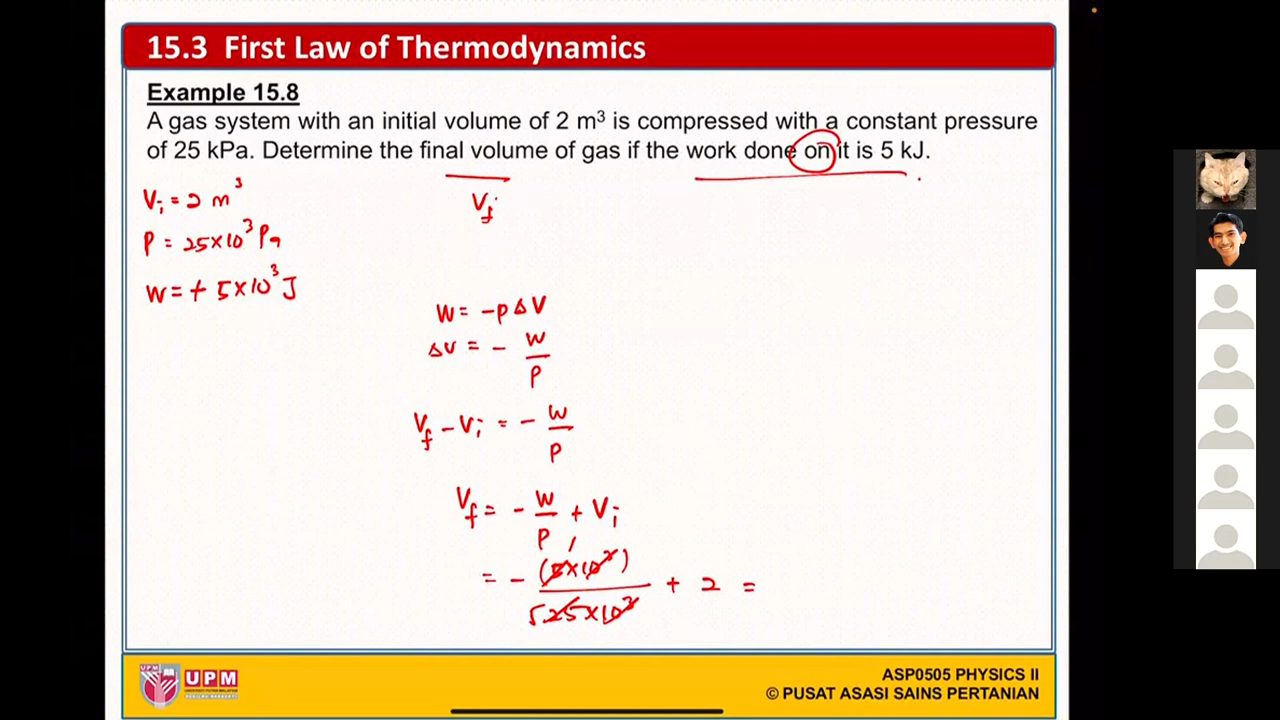 15.3 First Law of Thermodynamics
Example 15.8
A gas system with an initial volume of 2 m³ is compressed with a constant pressure
of 25 kPa. Determine the final volume of gas if the work done on it is 5 kJ.
Vi = 2 m³
P = 25×10³ Pa
W = + 5×10³ J
Vf
W = -PΔV
ΔV = - W/P
Vf - Vi = - W/P
Vf = - W/P + Vi
= - (5×10³)/25×10³ + 2 =
1
5
UPM
UPM
ASP0505 PHYSICS II
© PUSAT ASASI SAINS PERTANIAN